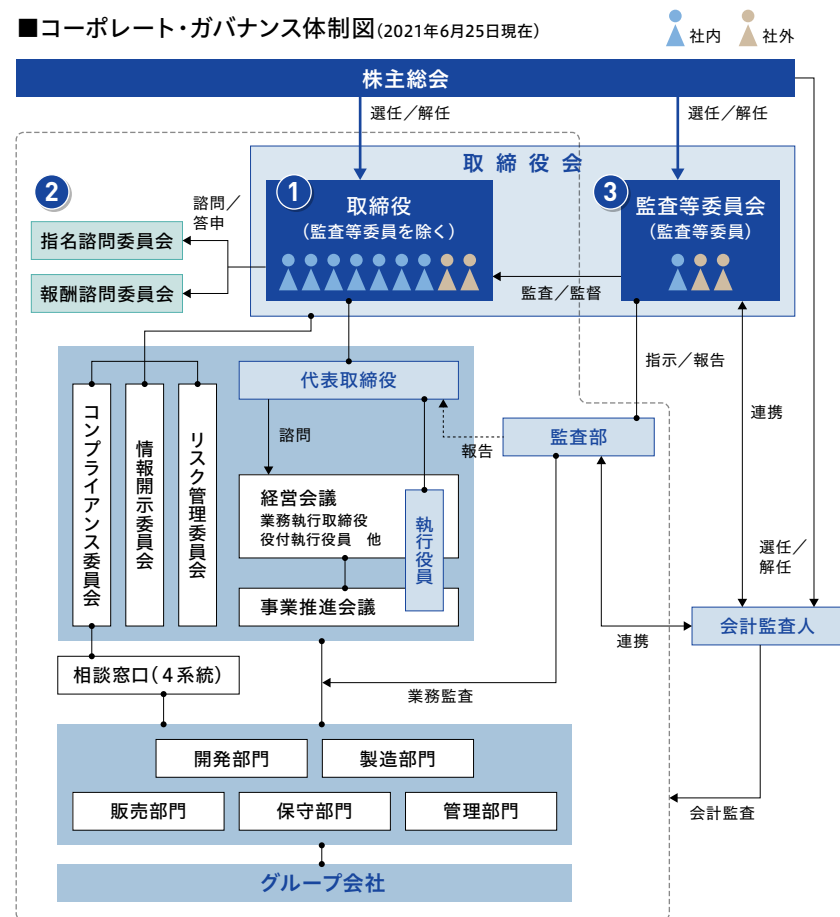 ■コーポレート・ガバナンス体制図(2021年6月25日現在)
社内
社外
株主総会
選任／解任
選任／解任
取締役会
2
1
取締役
(監査等委員を除く)
3
監査等委員会
(監査等委員)
諮問／
答申
指名諮問委員会
報酬諮問委員会
監査／監督
指示／報告
代表取締役
連携
諮問
報告
監査部
コンプライアンス委員会
情報開示委員会
リスク管理委員会
経営会議
業務執行取締役
役付執行役員　他
執行役員
事業推進会議
選任／
解任
会計監査人
連携
相談窓口(４系統)
業務監査
開発部門
製造部門
販売部門
保守部門
管理部門
会計監査
グループ会社